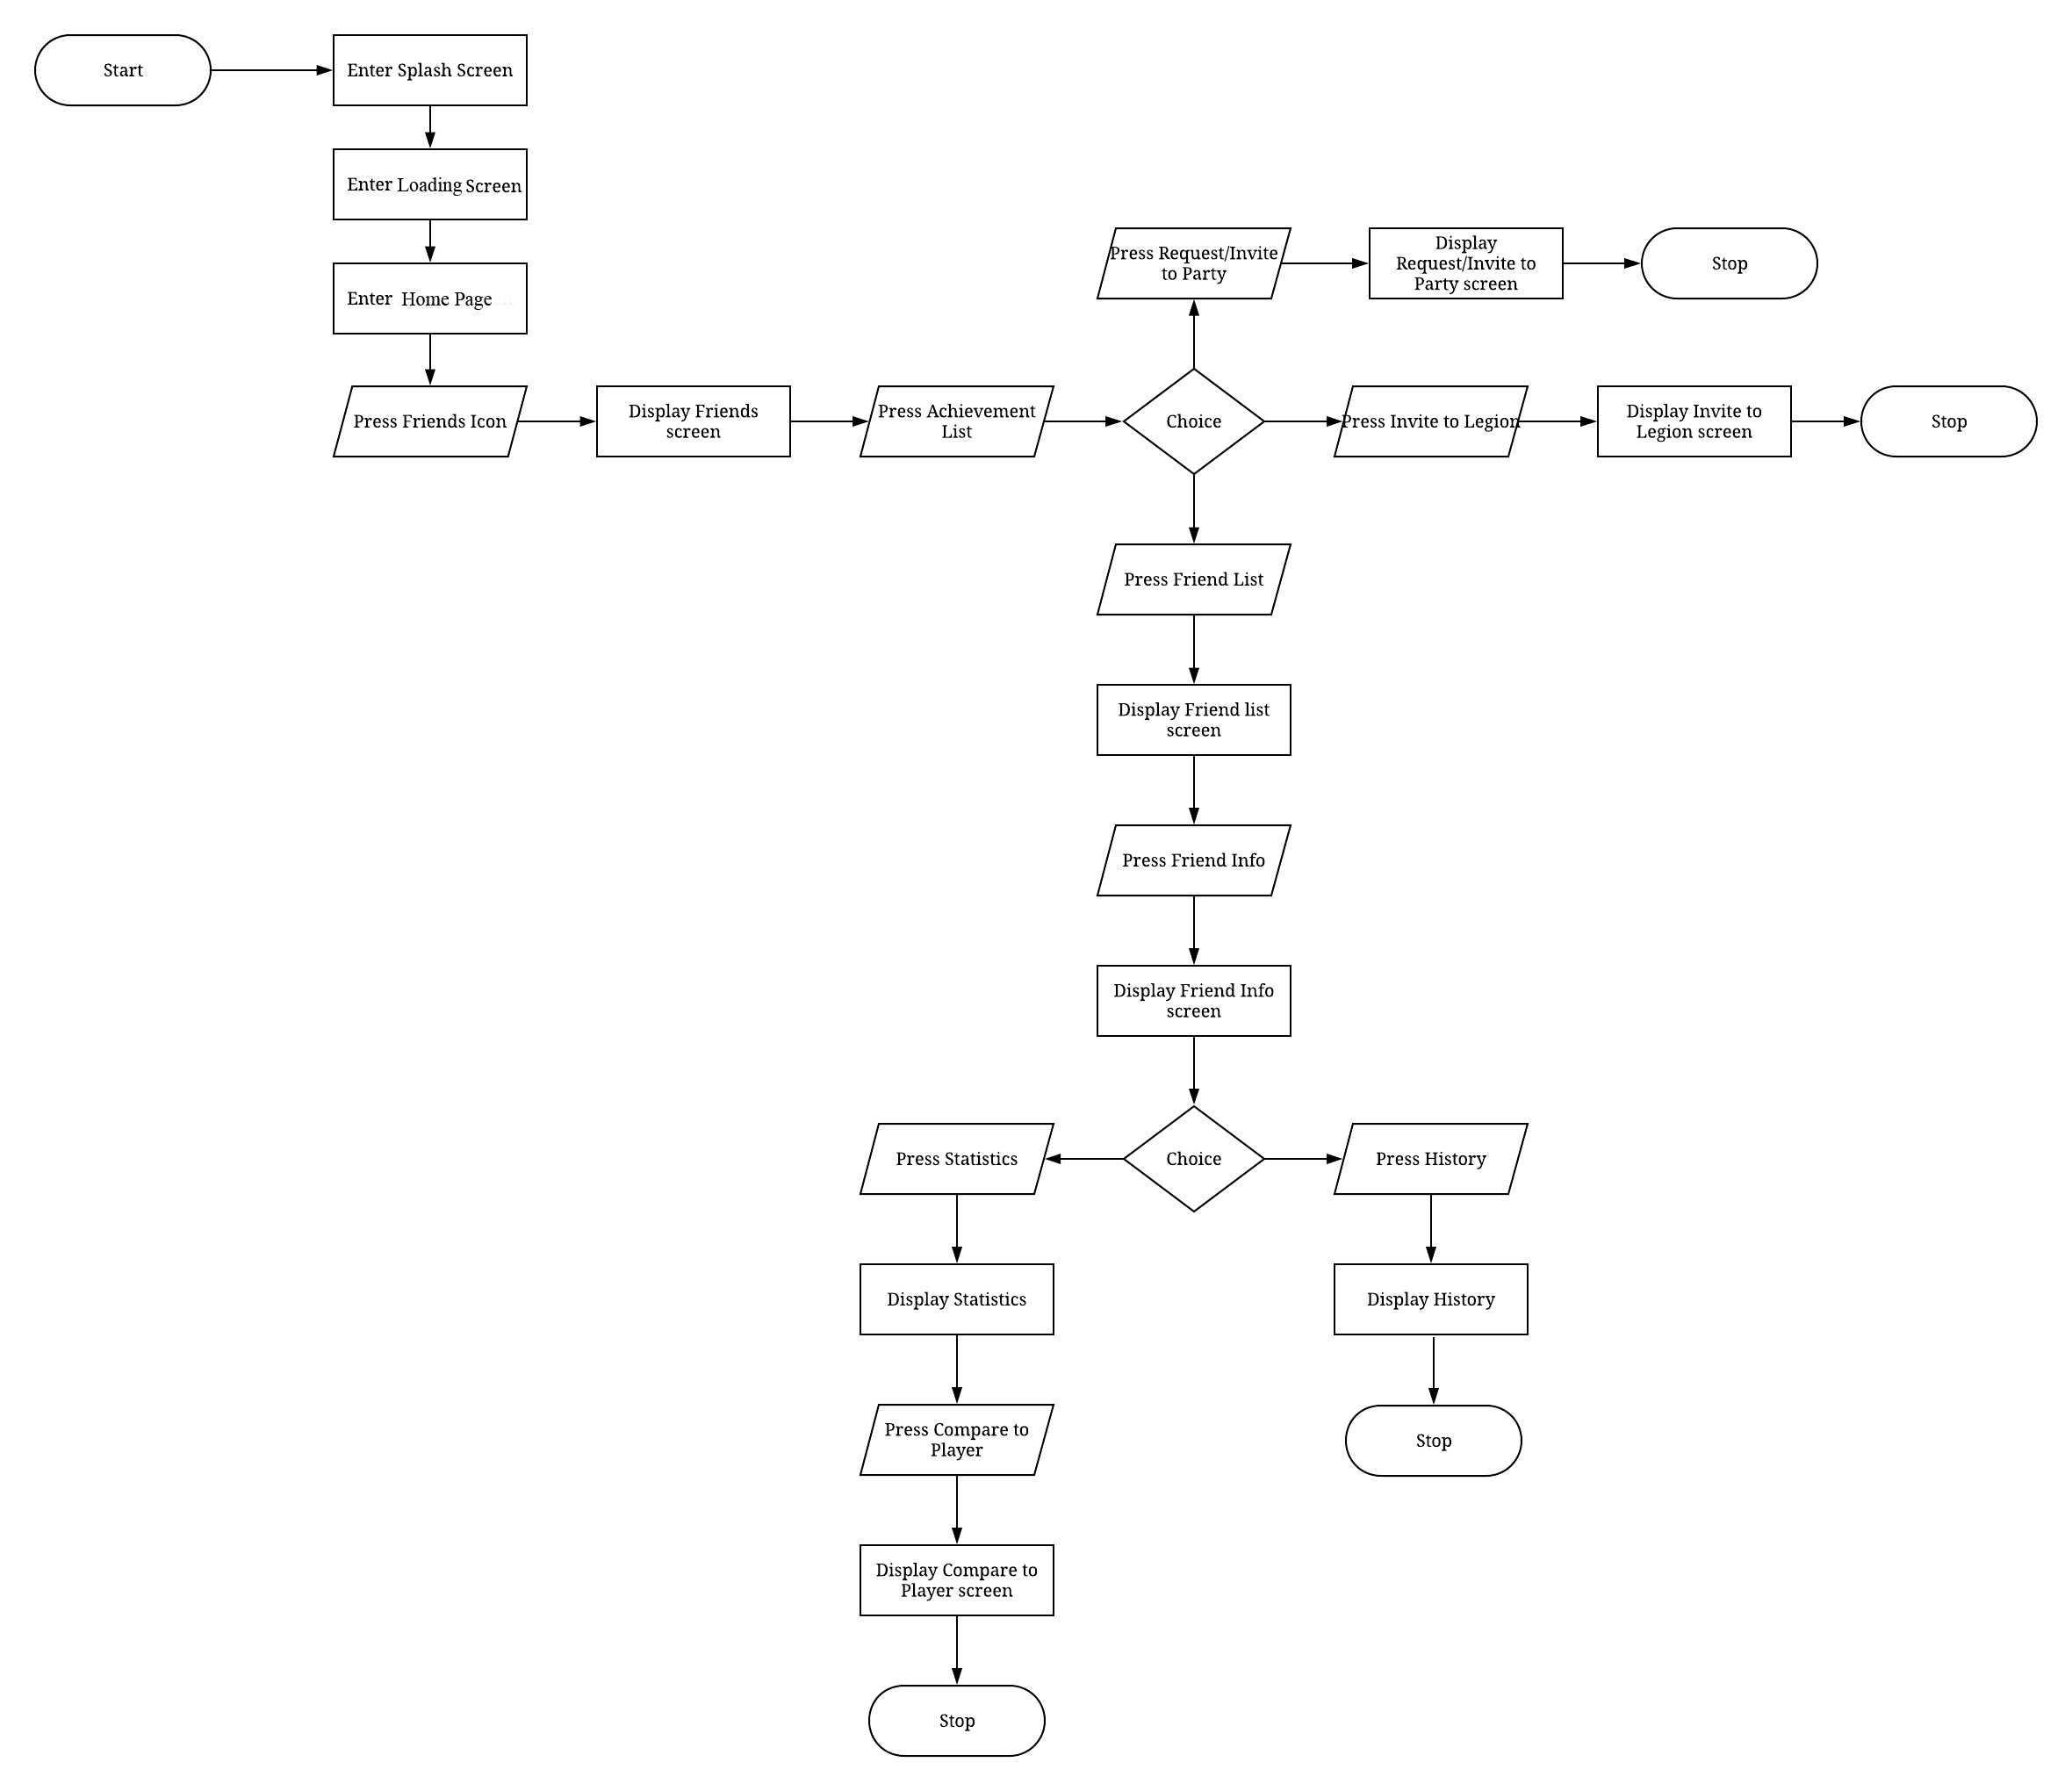 Start
Enter Splash Screen
Enter Loading Screen
Enter Home Page
Press Friends Icon
Display Friends
screen
Press Achievement
List
Choice
Press Request/Invite
to Party
Display
Request/Invite to
Party screen
Stop
Press Invite to Legion
Display Invite to
Legion screen
Stop
Press Friend List
Display Friend list
screen
Press Friend Info
Display Friend Info
screen
Choice
Press Statistics
Display Statistics
Press Compare to
Player
Display Compare to
Player screen
Stop
Press History
Display History
Stop